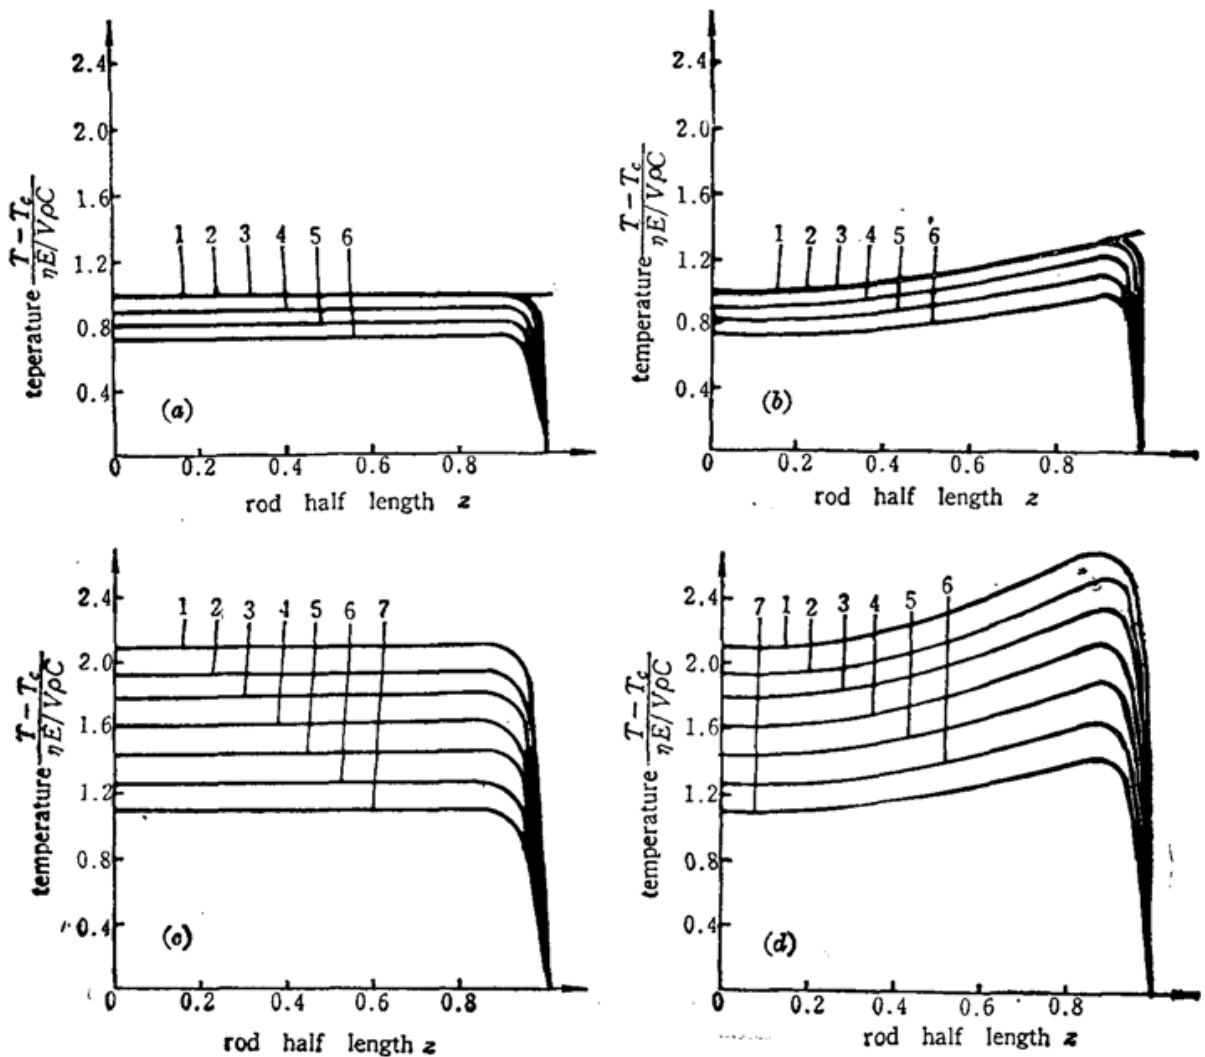 2.4
2.0
1.6
1.2
0.8
0.4
teperature T − T_c / ηE/VρC
1 2 3 4 5 6
(a)
0 0.2 0.4 0.6 0.8
rod half length z
2.4
2.0
1.6
1.2
0.8
0.4
temperature T − T_c / ηE/VρC
1 2 3 4 5 6
(b)
0 0.2 0.4 0.6 0.8
rod half length z
2.4
2.0
1.6
1.2
0.8
0.4
temperature T − T_c / ηE/VρC
1 2 3 4 5 6 7
(c)
0 0.2 0.4 0.6 0.8
rod half length z
2.4
2.0
1.6
1.2
0.8
0.4
temperature T − T_c / ηE/VρC
7 1 2 3 4 5 6
(d)
0 0.2 0.4 0.6 0.8
rod half length z